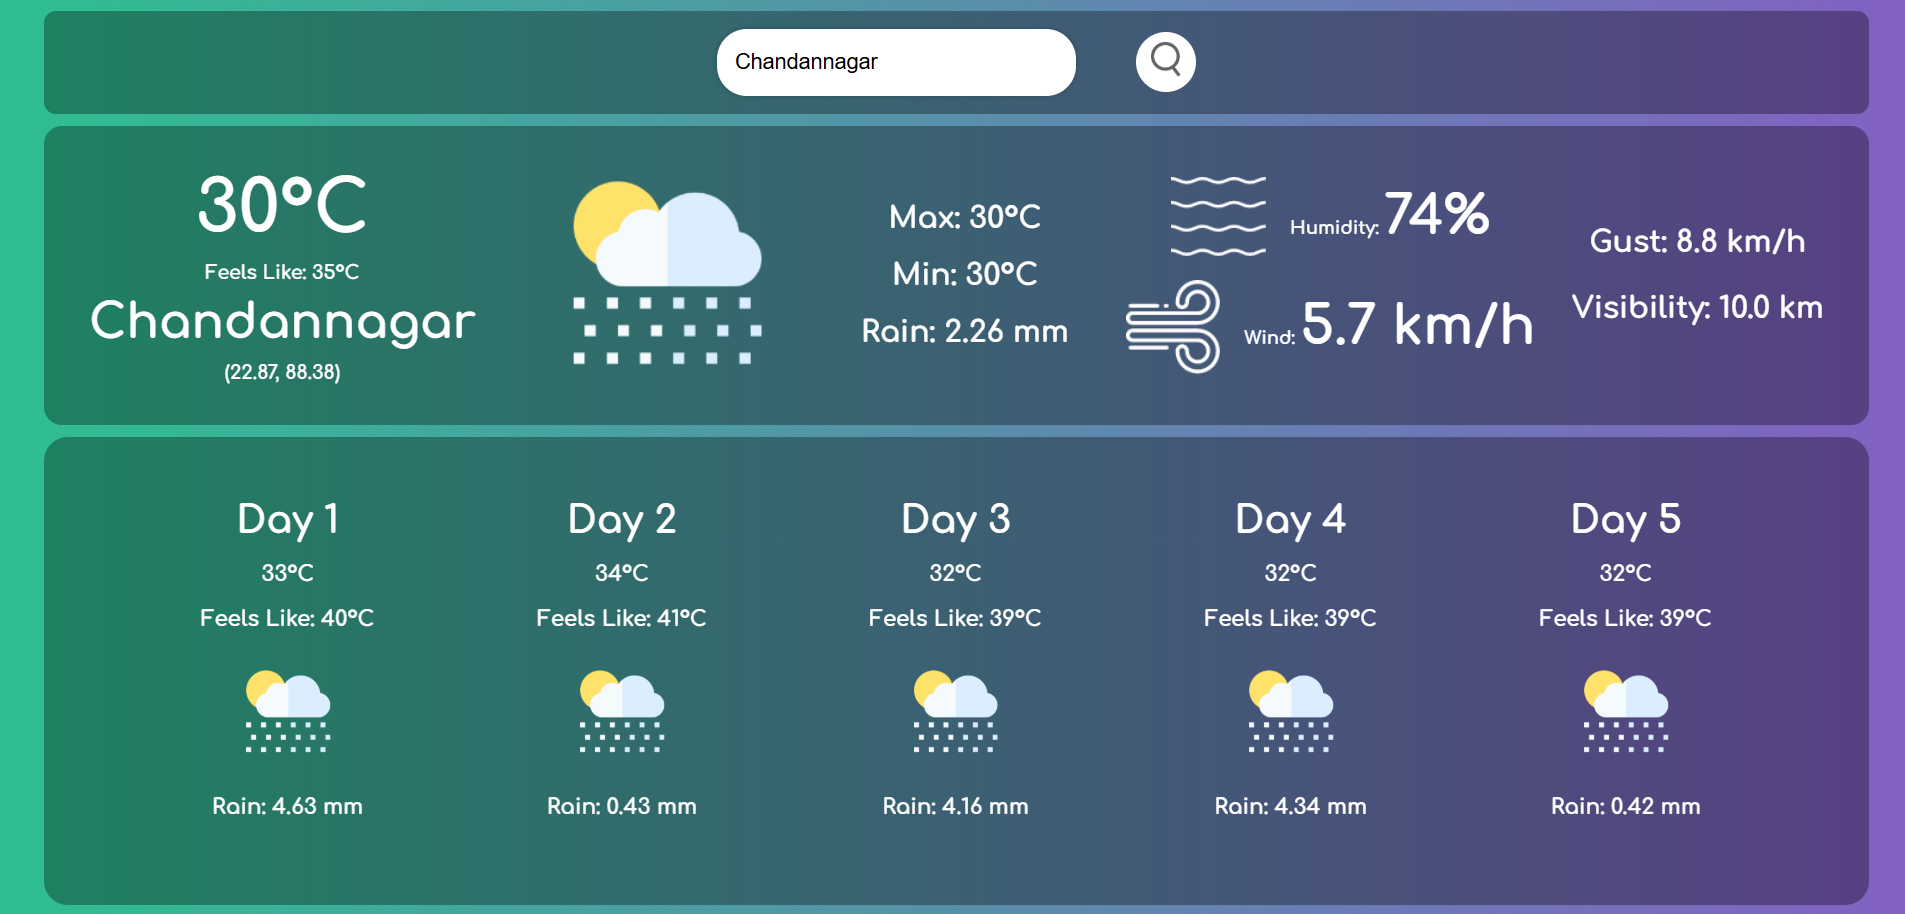 Chandannagar
30°C
Feels Like: 35°C
Chandannagar
(22.87, 88.38)
Max: 30°C
Min: 30°C
Rain: 2.26 mm
Humidity: 74%
Wind: 5.7 km/h
Gust: 8.8 km/h
Visibility: 10.0 km
Day 1
33°C
Feels Like: 40°C
Rain: 4.63 mm
Day 2
34°C
Feels Like: 41°C
Rain: 0.43 mm
Day 3
32°C
Feels Like: 39°C
Rain: 4.16 mm
Day 4
32°C
Feels Like: 39°C
Rain: 4.34 mm
Day 5
32°C
Feels Like: 39°C
Rain: 0.42 mm